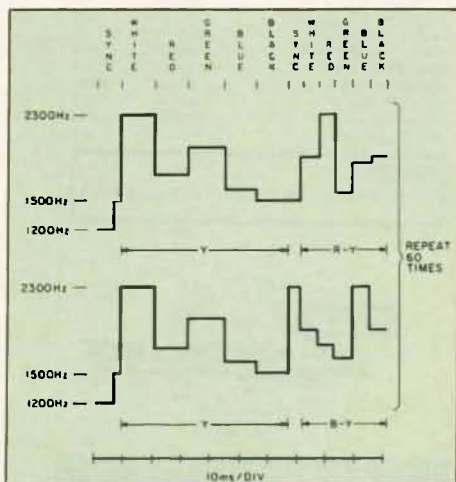 SYNC WHITE RED GREEN BLUE BLACK SYNC WHITE RED GREEN BLUE BLACK
2300Hz
1500Hz
1200Hz
Y R-Y
REPEAT
60
TIMES
2300Hz
1500Hz
1200Hz
Y B-Y
10ms/DIV